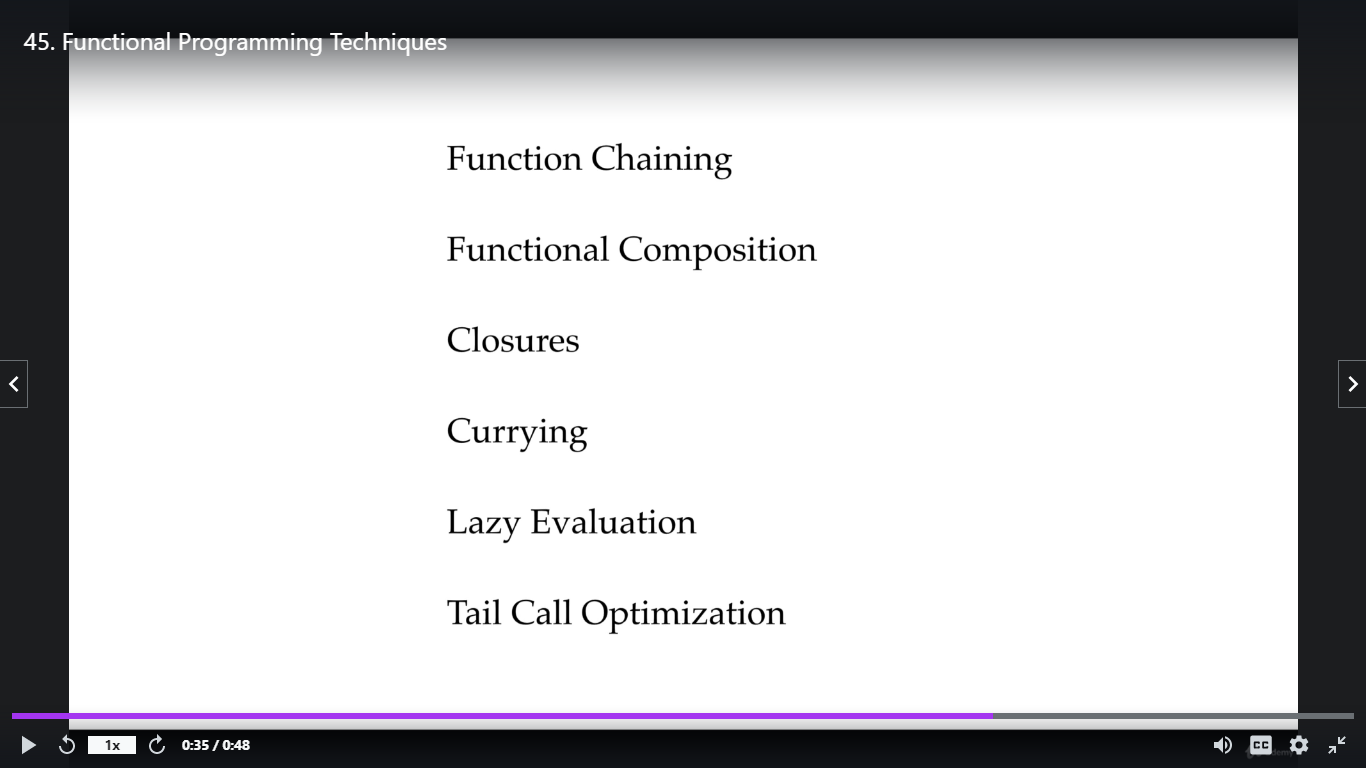 45. Functional Programming Techniques
Function Chaining
Functional Composition
Closures
Currying
Lazy Evaluation
Tail Call Optimization
1x
0:35 / 0:48
CC